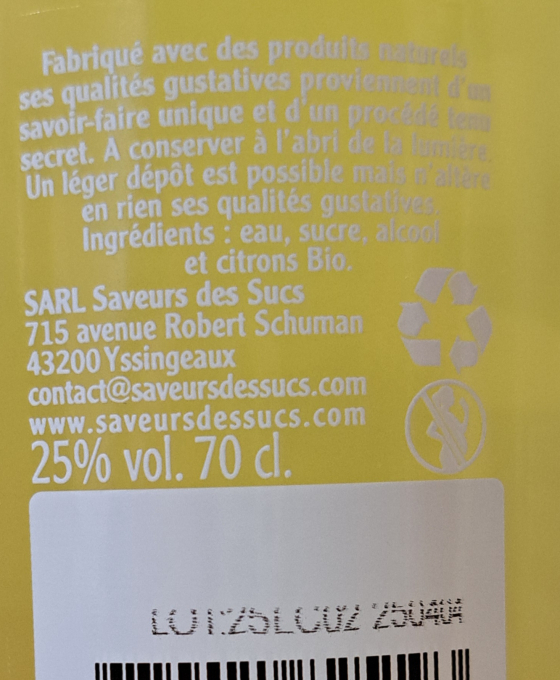 Fabriqué avec des produits naturels
ses qualités gustatives proviennent d'un
savoir-faire unique et d'un procédé tenu
secret. A conserver à l'abri de la lumière.
Un léger dépôt est possible mais n'altère
en rien ses qualités gustatives.
Ingrédients : eau, sucre, alcool
et citrons Bio.
SARL Saveurs des Sucs
715 avenue Robert Schuman
43200 Yssingeaux
contact@saveursdessucs.com
www.saveursdessucs.com
25% vol. 70 cl.